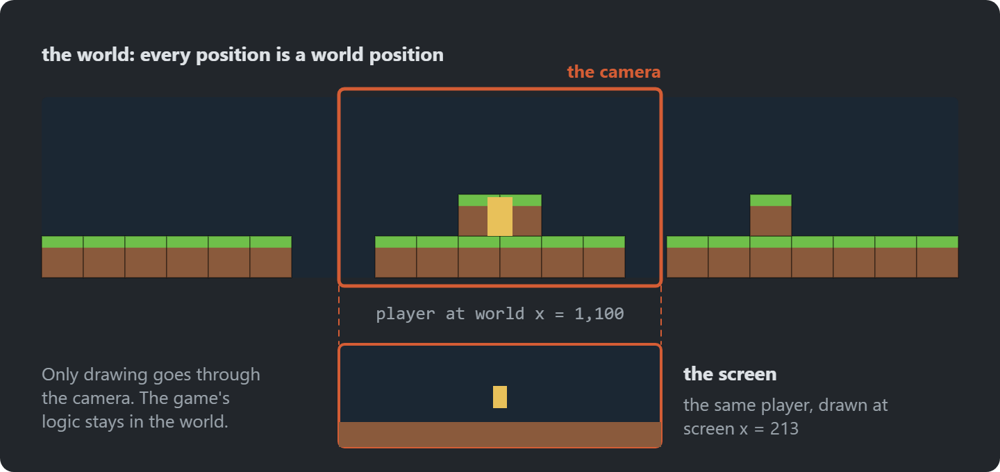 the world: every position is a world position
the camera
player at world x = 1,100
Only drawing goes through
the camera. The game's
logic stays in the world.
the screen
the same player, drawn at
screen x = 213